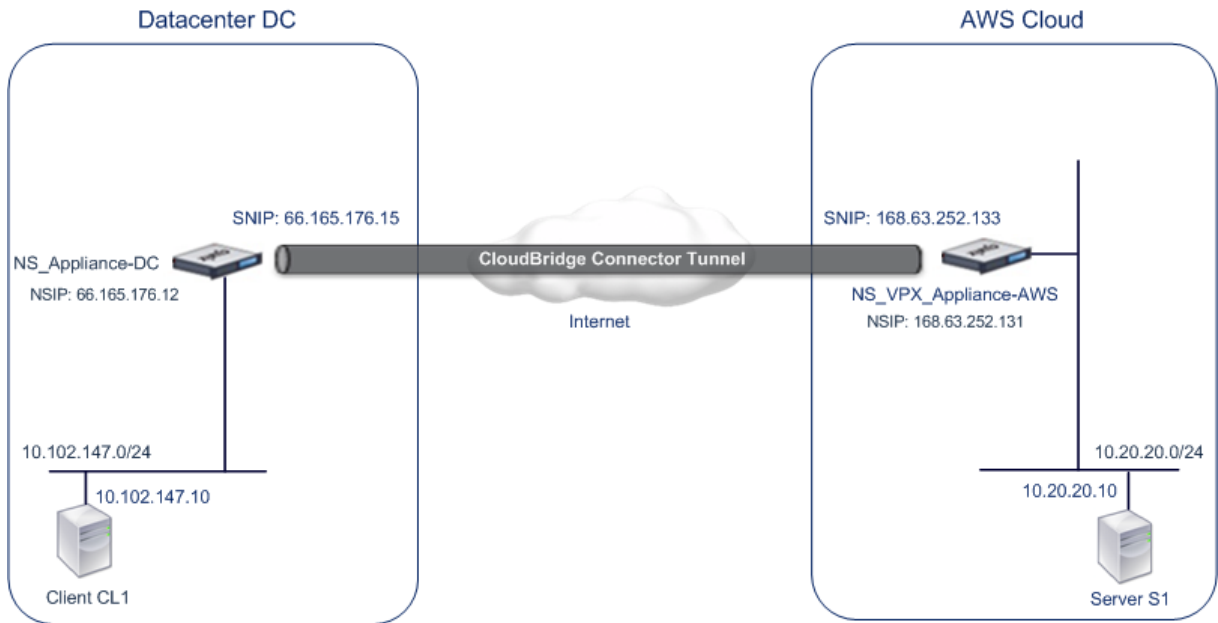 Datacenter DC
AWS Cloud
SNIP: 66.165.176.15
SNIP: 168.63.252.133
CloudBridge Connector Tunnel
NS_Appliance-DC
NSIP: 66.165.176.12
Internet
NS_VPX_Appliance-AWS
NSIP: 168.63.252.131
10.102.147.0/24
10.102.147.10
Client CL1
10.20.20.0/24
10.20.20.10
Server S1